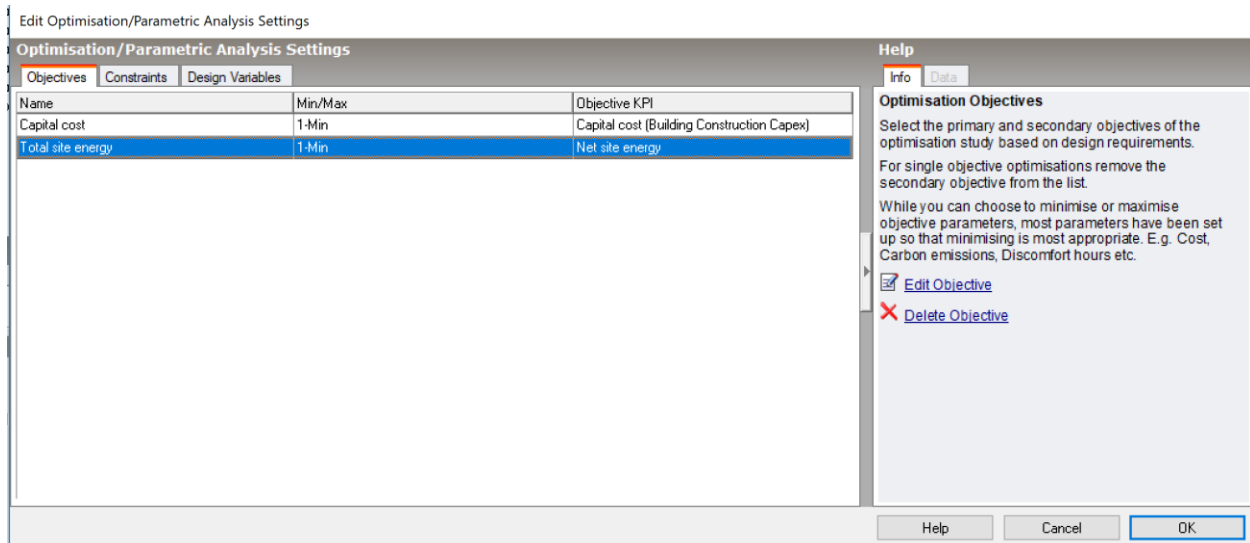 Edit Optimisation/Parametric Analysis Settings
Optimisation/Parametric Analysis Settings
Objectives Constraints Design Variables
Name Min/Max Objective KPI
Capital cost 1-Min Capital cost (Building Construction Capex)
Total site energy 1-Min Net site energy
Help
Info Data
Optimisation Objectives
Select the primary and secondary objectives of the
optimisation study based on design requirements.
For single objective optimisations remove the
secondary objective from the list.
While you can choose to minimise or maximise
objective parameters, most parameters have been set
up so that minimising is most appropriate. E.g. Cost,
Carbon emissions, Discomfort hours etc.
Edit Objective
Delete Objective
Help Cancel OK